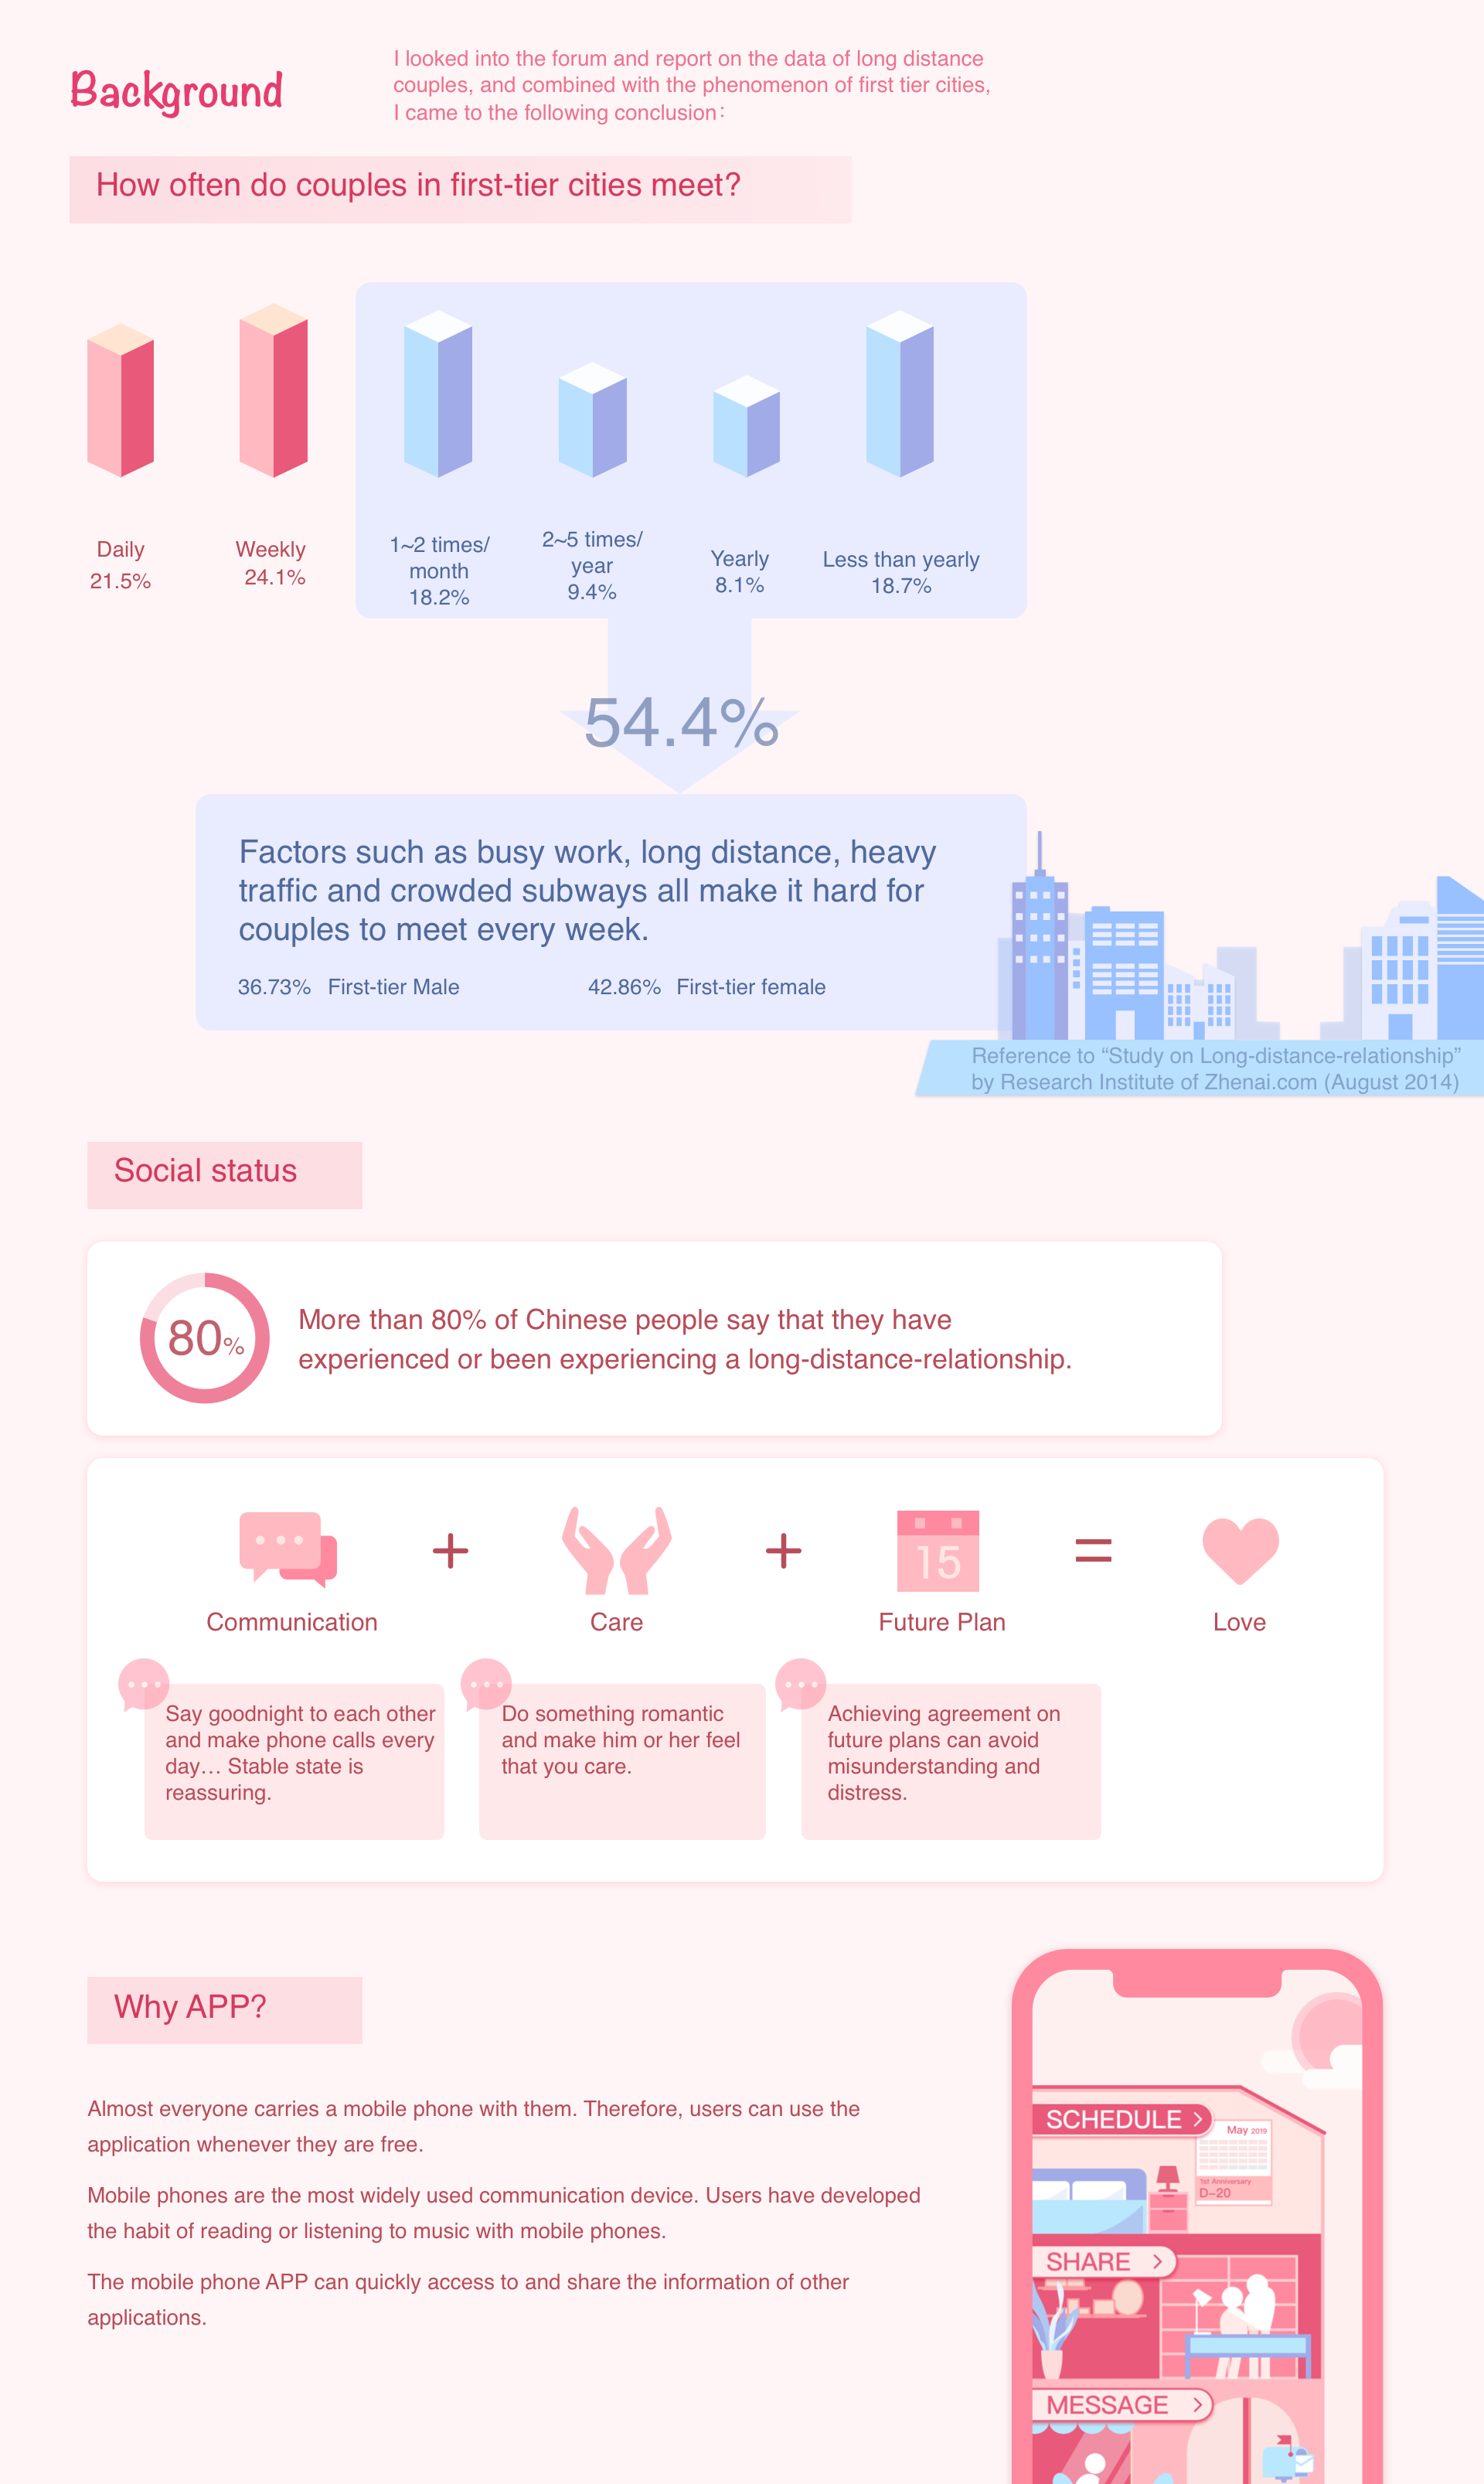 Background
I looked into the forum and report on the data of long distance
couples, and combined with the phenomenon of first tier cities,
I came to the following conclusion：
How often do couples in first-tier cities meet?
Daily
21.5%
Weekly
24.1%
1~2 times/
month
18.2%
2~5 times/
year
9.4%
Yearly
8.1%
Less than yearly
18.7%
54.4%
Factors such as busy work, long distance, heavy
traffic and crowded subways all make it hard for
couples to meet every week.
36.73% First-tier Male
42.86% First-tier female
Reference to “Study on Long-distance-relationship”
by Research Institute of Zhenai.com (August 2014)
Social status
80%
More than 80% of Chinese people say that they have
experienced or been experiencing a long-distance-relationship.
15
Communication
+
Care
+
Future Plan
=
Love
Say goodnight to each other
and make phone calls every
day… Stable state is
reassuring.
Do something romantic
and make him or her feel
that you care.
Achieving agreement on
future plans can avoid
misunderstanding and
distress.
Why APP?
Almost everyone carries a mobile phone with them. Therefore, users can use the
application whenever they are free.
Mobile phones are the most widely used communication device. Users have developed
the habit of reading or listening to music with mobile phones.
The mobile phone APP can quickly access to and share the information of other
applications.
SCHEDULE >
May 2019
1st Anniversary
D-20
SHARE >
MESSAGE >